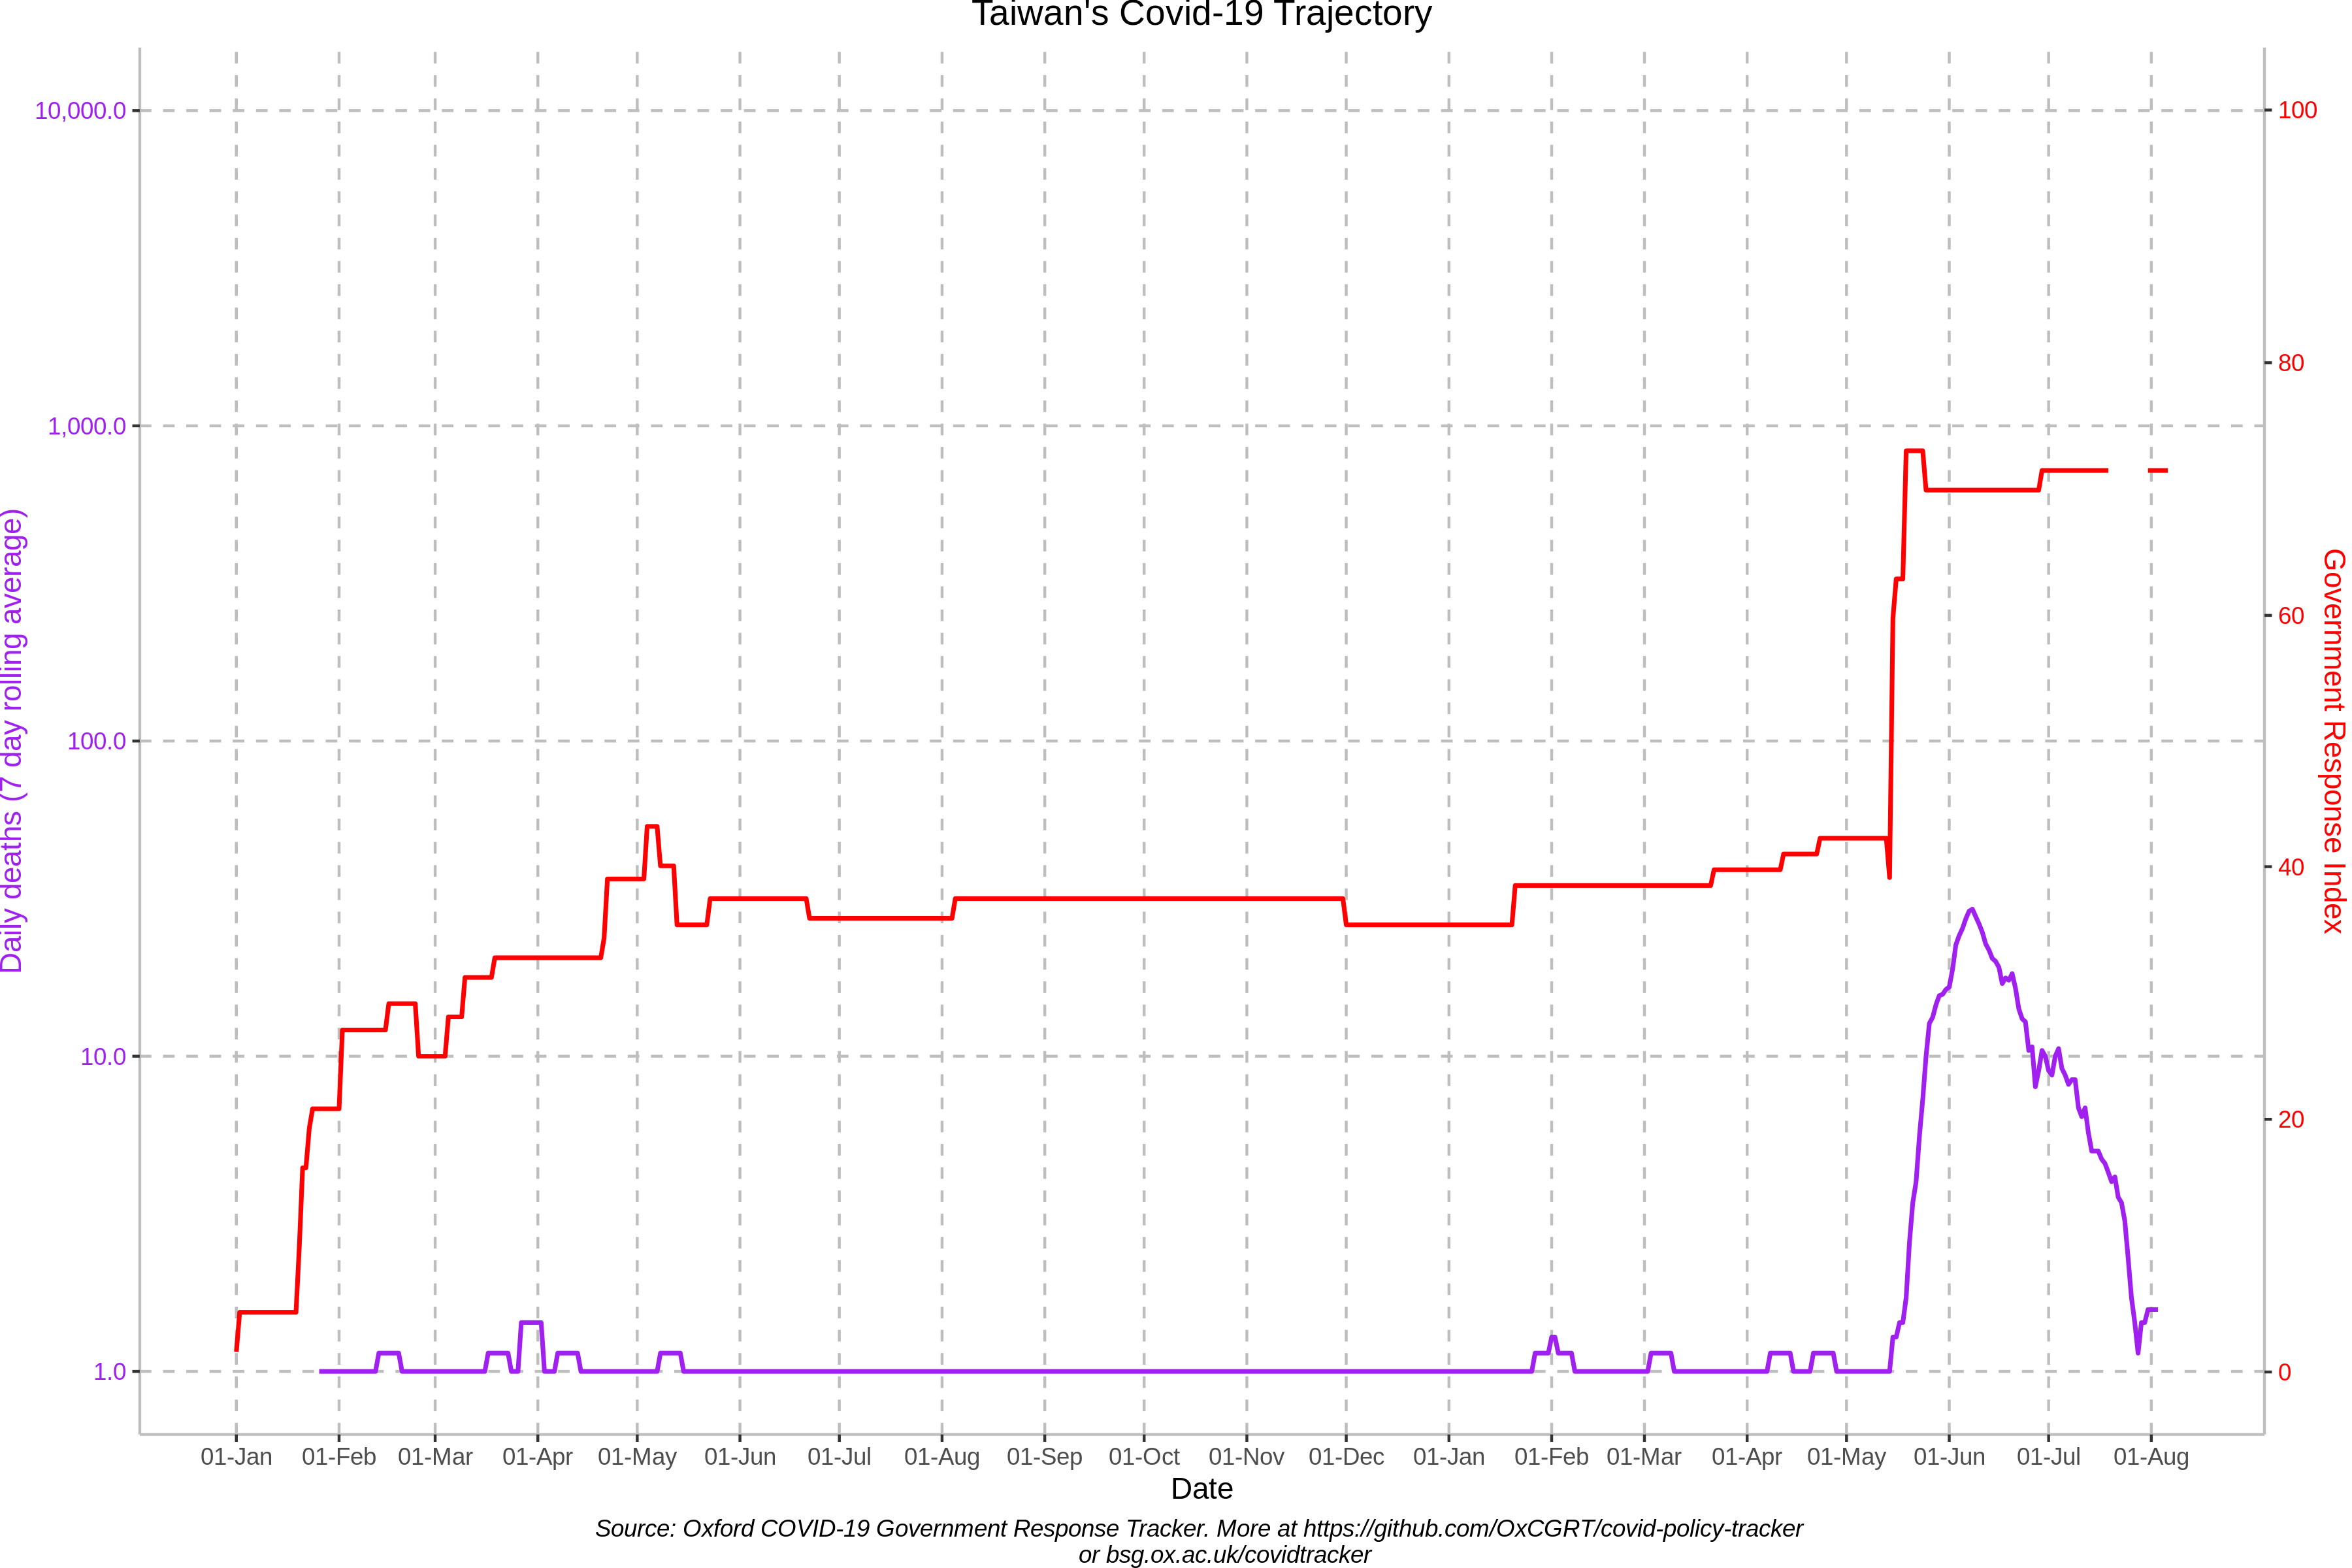 Taiwan's Covid-19 Trajectory
10,000.0
1,000.0
100.0
10.0
1.0
Daily deaths (7 day rolling average)
100
80
60
40
20
0
Government Response Index
01-Jan 01-Feb 01-Mar 01-Apr 01-May 01-Jun 01-Jul 01-Aug 01-Sep 01-Oct 01-Nov 01-Dec 01-Jan 01-Feb 01-Mar 01-Apr 01-May 01-Jun 01-Jul 01-Aug
Date
Source: Oxford COVID-19 Government Response Tracker. More at https://github.com/OxCGRT/covid-policy-tracker
or bsg.ox.ac.uk/covidtracker